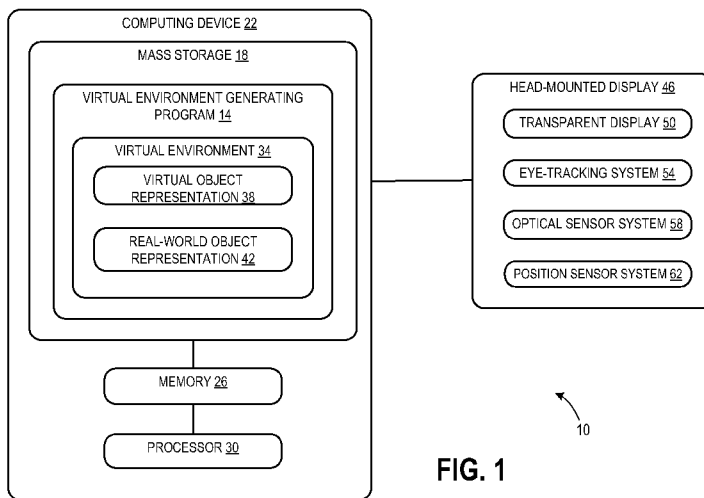 COMPUTING DEVICE 22
MASS STORAGE 18
VIRTUAL ENVIRONMENT GENERATING
PROGRAM 14
VIRTUAL ENVIRONMENT 34
VIRTUAL OBJECT
REPRESENTATION 38
REAL-WORLD OBJECT
REPRESENTATION 42
MEMORY 26
PROCESSOR 30
HEAD-MOUNTED DISPLAY 46
TRANSPARENT DISPLAY 50
EYE-TRACKING SYSTEM 54
OPTICAL SENSOR SYSTEM 58
POSITION SENSOR SYSTEM 62
10
FIG. 1